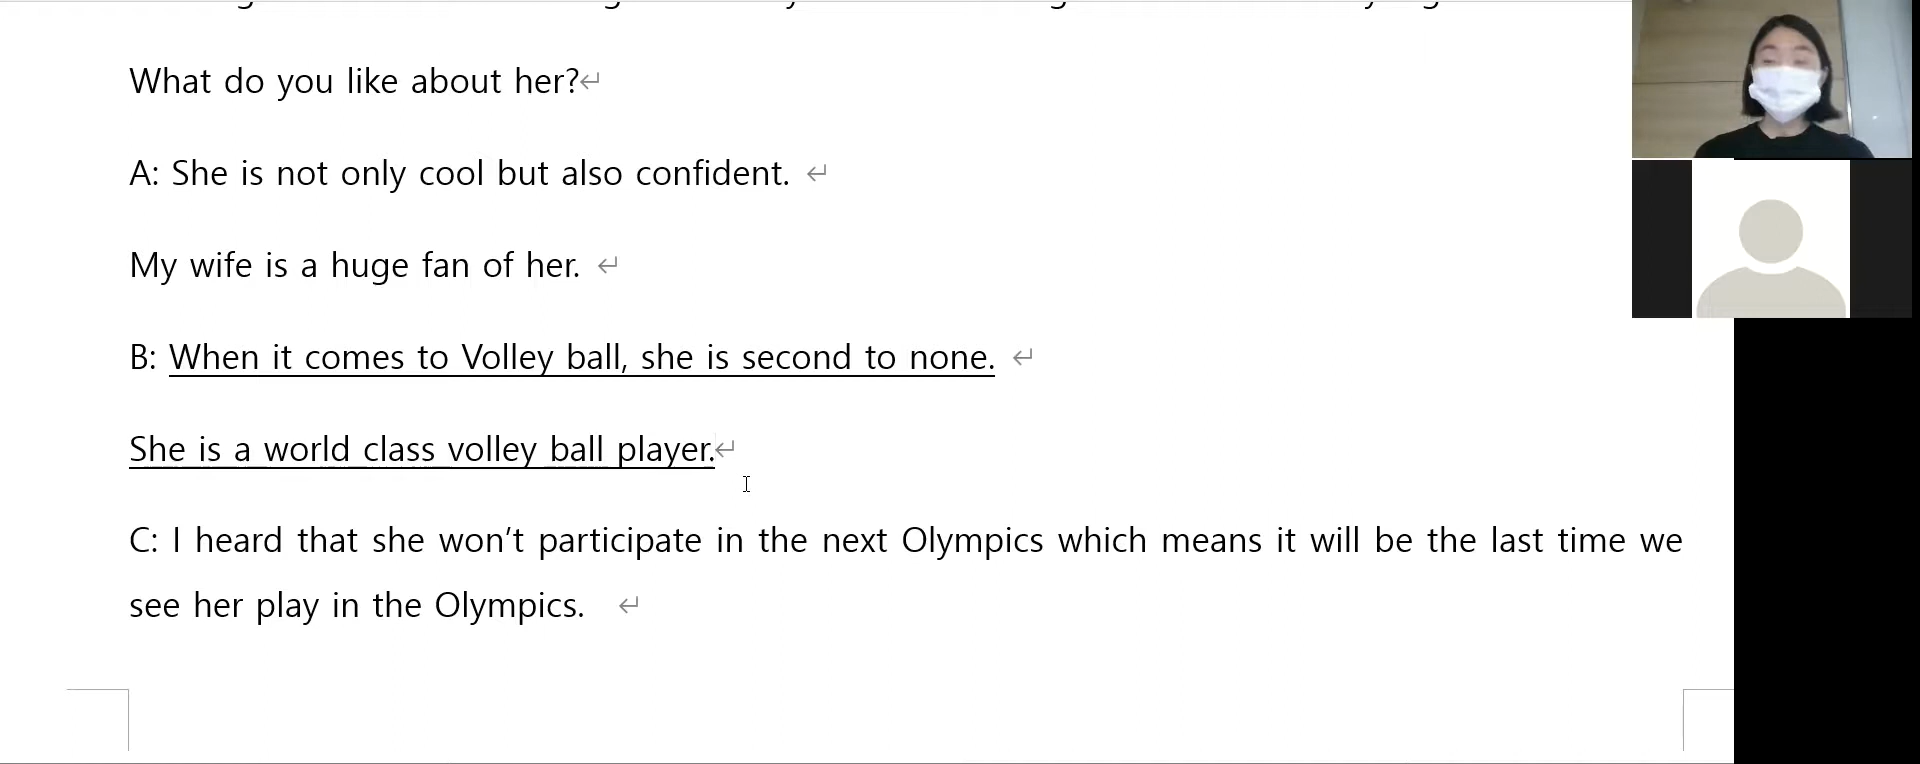 What do you like about her?
A: She is not only cool but also confident.
My wife is a huge fan of her.
B: When it comes to Volley ball, she is second to none.
She is a world class volley ball player.
C: I heard that she won’t participate in the next Olympics which means it will be the last time we
see her play in the Olympics.